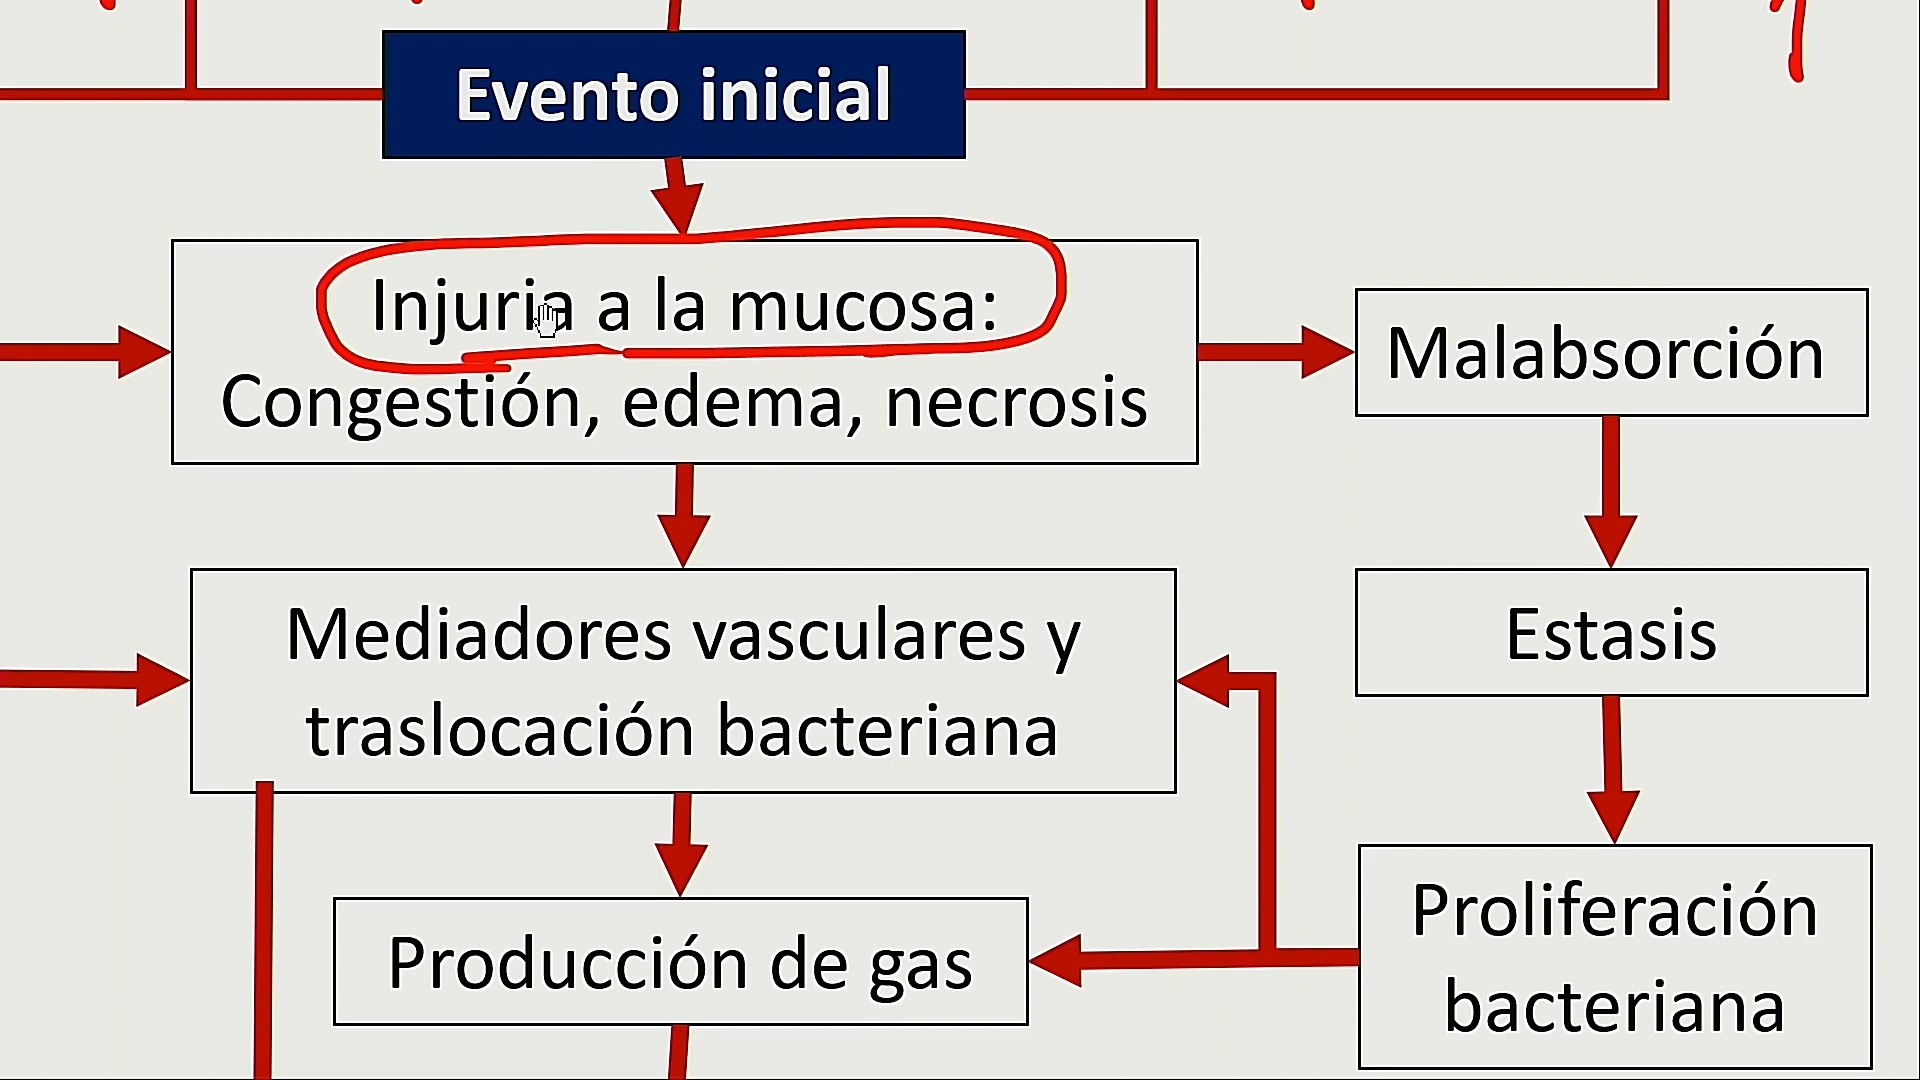 Evento inicial
Injuria a la mucosa:
Congestión, edema, necrosis
Malabsorción
Mediadores vasculares y
traslocación bacteriana
Estasis
Producción de gas
Proliferación
bacteriana